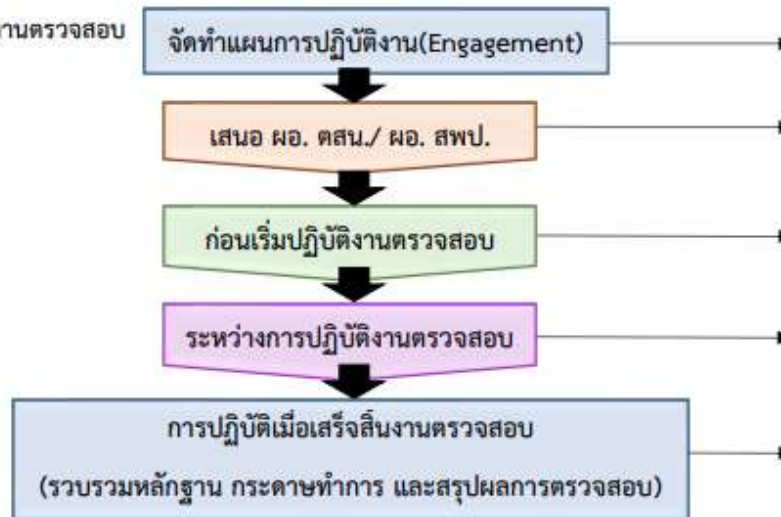 านตรวจสอบ
จัดทำแผนการปฏิบัติงาน(Engagement)
เสนอ ผอ. ตสน./ ผอ. สพป.
ก่อนเริ่มปฏิบัติงานตรวจสอบ
ระหว่างการปฏิบัติงานตรวจสอบ
การปฏิบัติเมื่อเสร็จสิ้นงานตรวจสอบ
(รวบรวมหลักฐาน กระดาษทำการ และสรุปผลการตรวจสอบ)